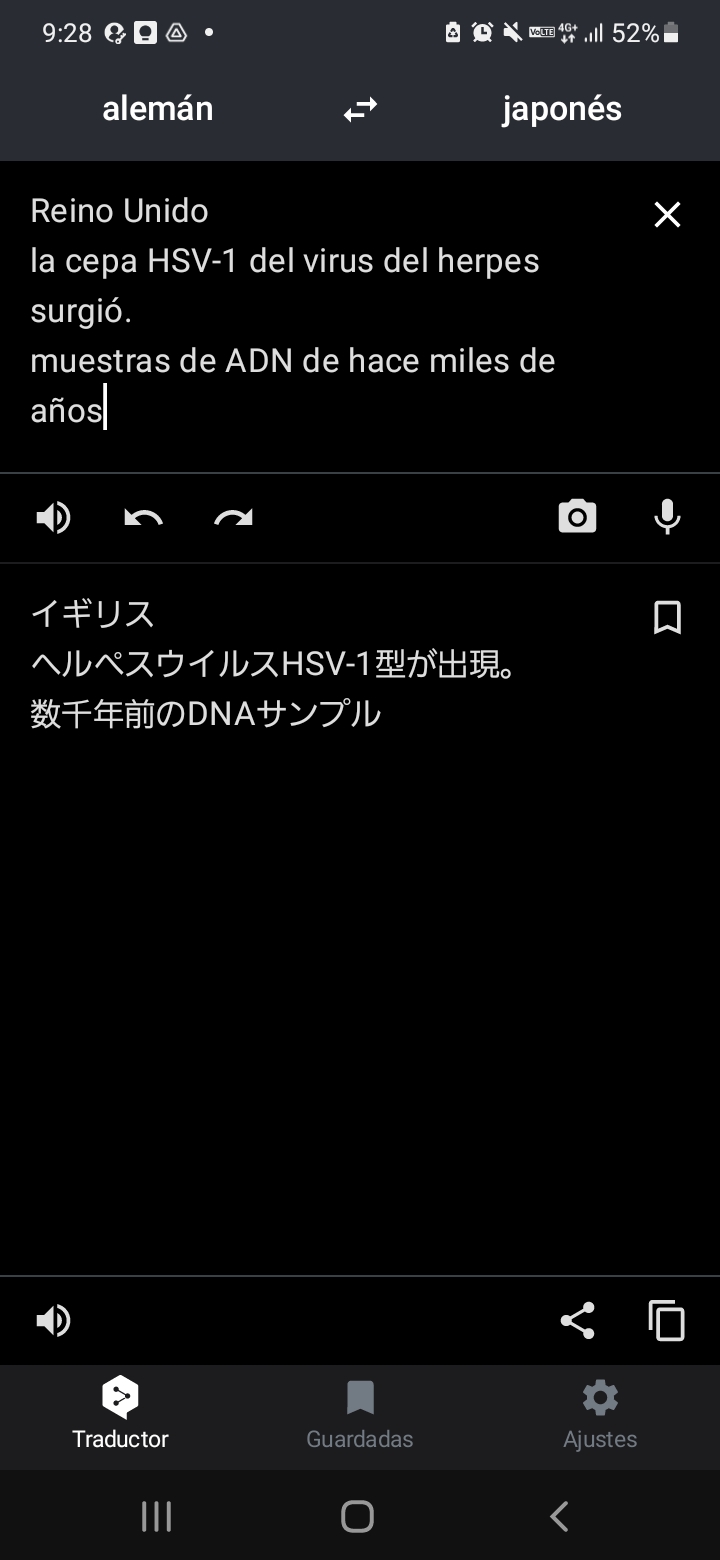 9:28
VoLTE 4G+ 52%
alemán
japonés
Reino Unido
la cepa HSV-1 del virus del herpes
surgió.
muestras de ADN de hace miles de
años
イギリス
ヘルペスウイルスHSV-1型が出現。
数千年前のDNAサンプル
Traductor
Guardadas
Ajustes